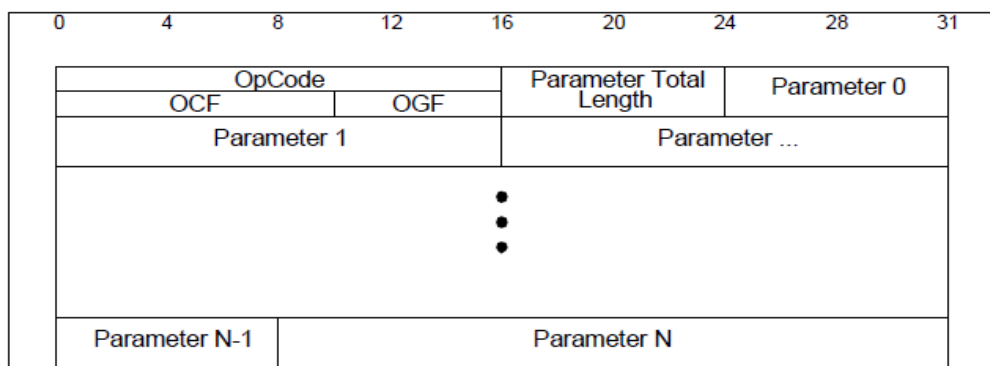 0 4 8 12 16 20 24 28 31
OpCode
Parameter Total
Length
Parameter 0
OCF OGF
Parameter 1 Parameter ...
Parameter N-1 Parameter N